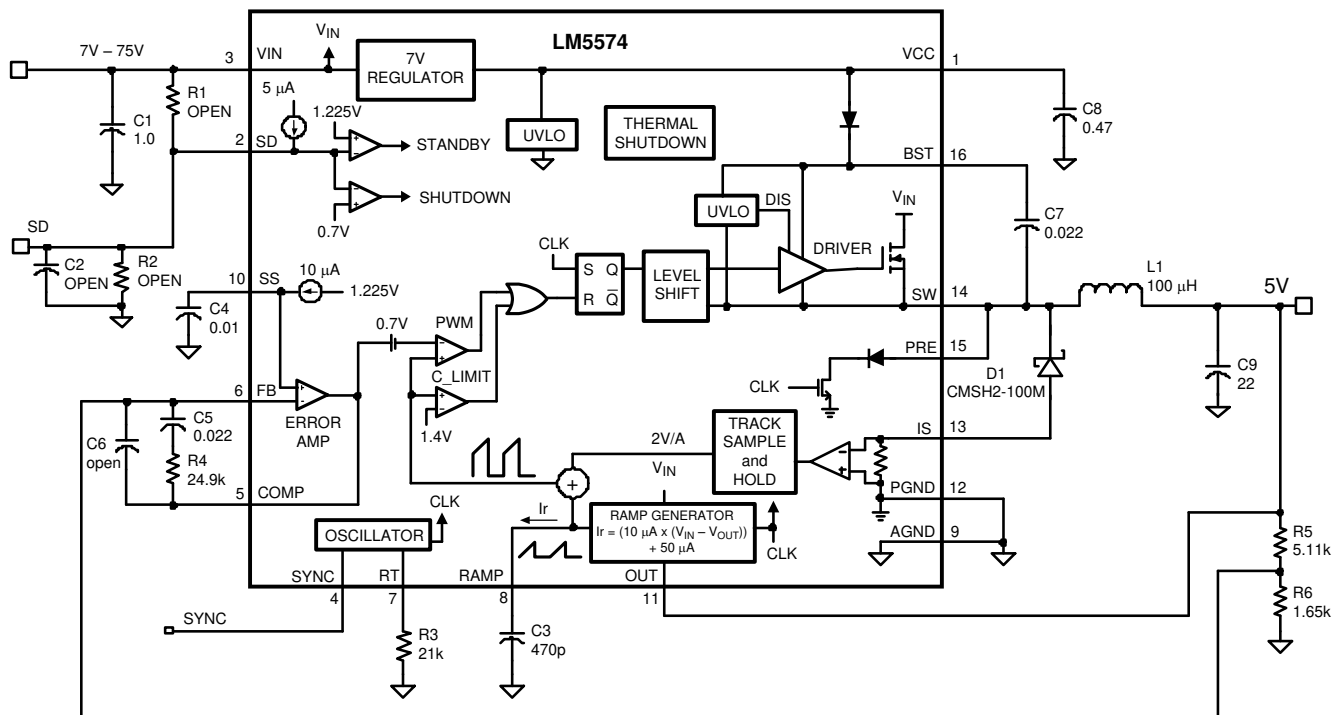 LM5574
7V – 75V
3
VIN
V_IN
7V
REGULATOR
VCC
1
R1
OPEN
C1
1.0
5 µA
1.225V
2
SD
STANDBY
UVLO
THERMAL
SHUTDOWN
C8
0.47
SHUTDOWN
0.7V
BST
16
SD
C2
OPEN
R2
OPEN
UVLO
DIS
V_IN
DRIVER
C7
0.022
10
SS
10 µA
1.225V
CLK
S
Q
R
Q̅
LEVEL
SHIFT
SW
14
L1
100 µH
5V
C4
0.01
0.7V
PWM
PRE
15
C_LIMIT
CLK
D1
CMSH2-100M
C9
22
6
FB
ERROR
AMP
1.4V
C5
0.022
C6
open
R4
24.9k
5
COMP
2V/A
V_IN
TRACK
SAMPLE
and
HOLD
IS
13
+
PGND
12
CLK
OSCILLATOR
Ir
RAMP GENERATOR
Ir = (10 µA x (V_IN – V_OUT))
+ 50 µA
CLK
AGND
9
R5
5.11k
SYNC
RT
RAMP
OUT
4
7
8
11
R6
1.65k
SYNC
R3
21k
C3
470p